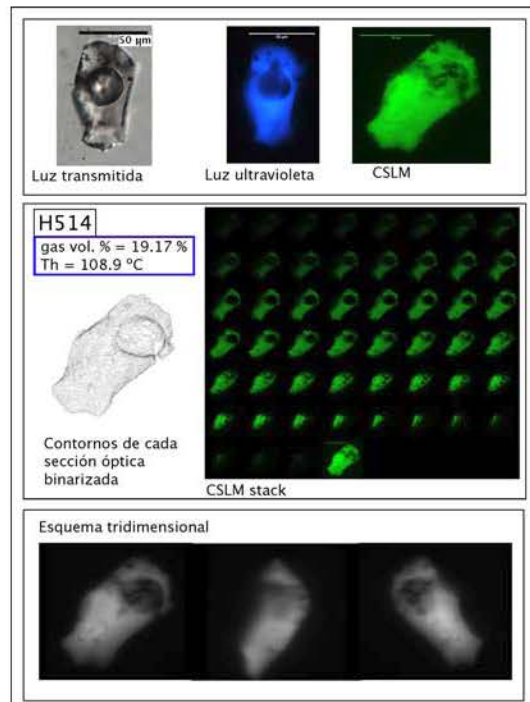 50 µm
Luz transmitida
Luz ultravioleta
CSLM
H514
gas vol. % = 19.17 %
Th = 108.9 ºC
Contornos de cada
sección óptica
binarizada
CSLM stack
Esquema tridimensional